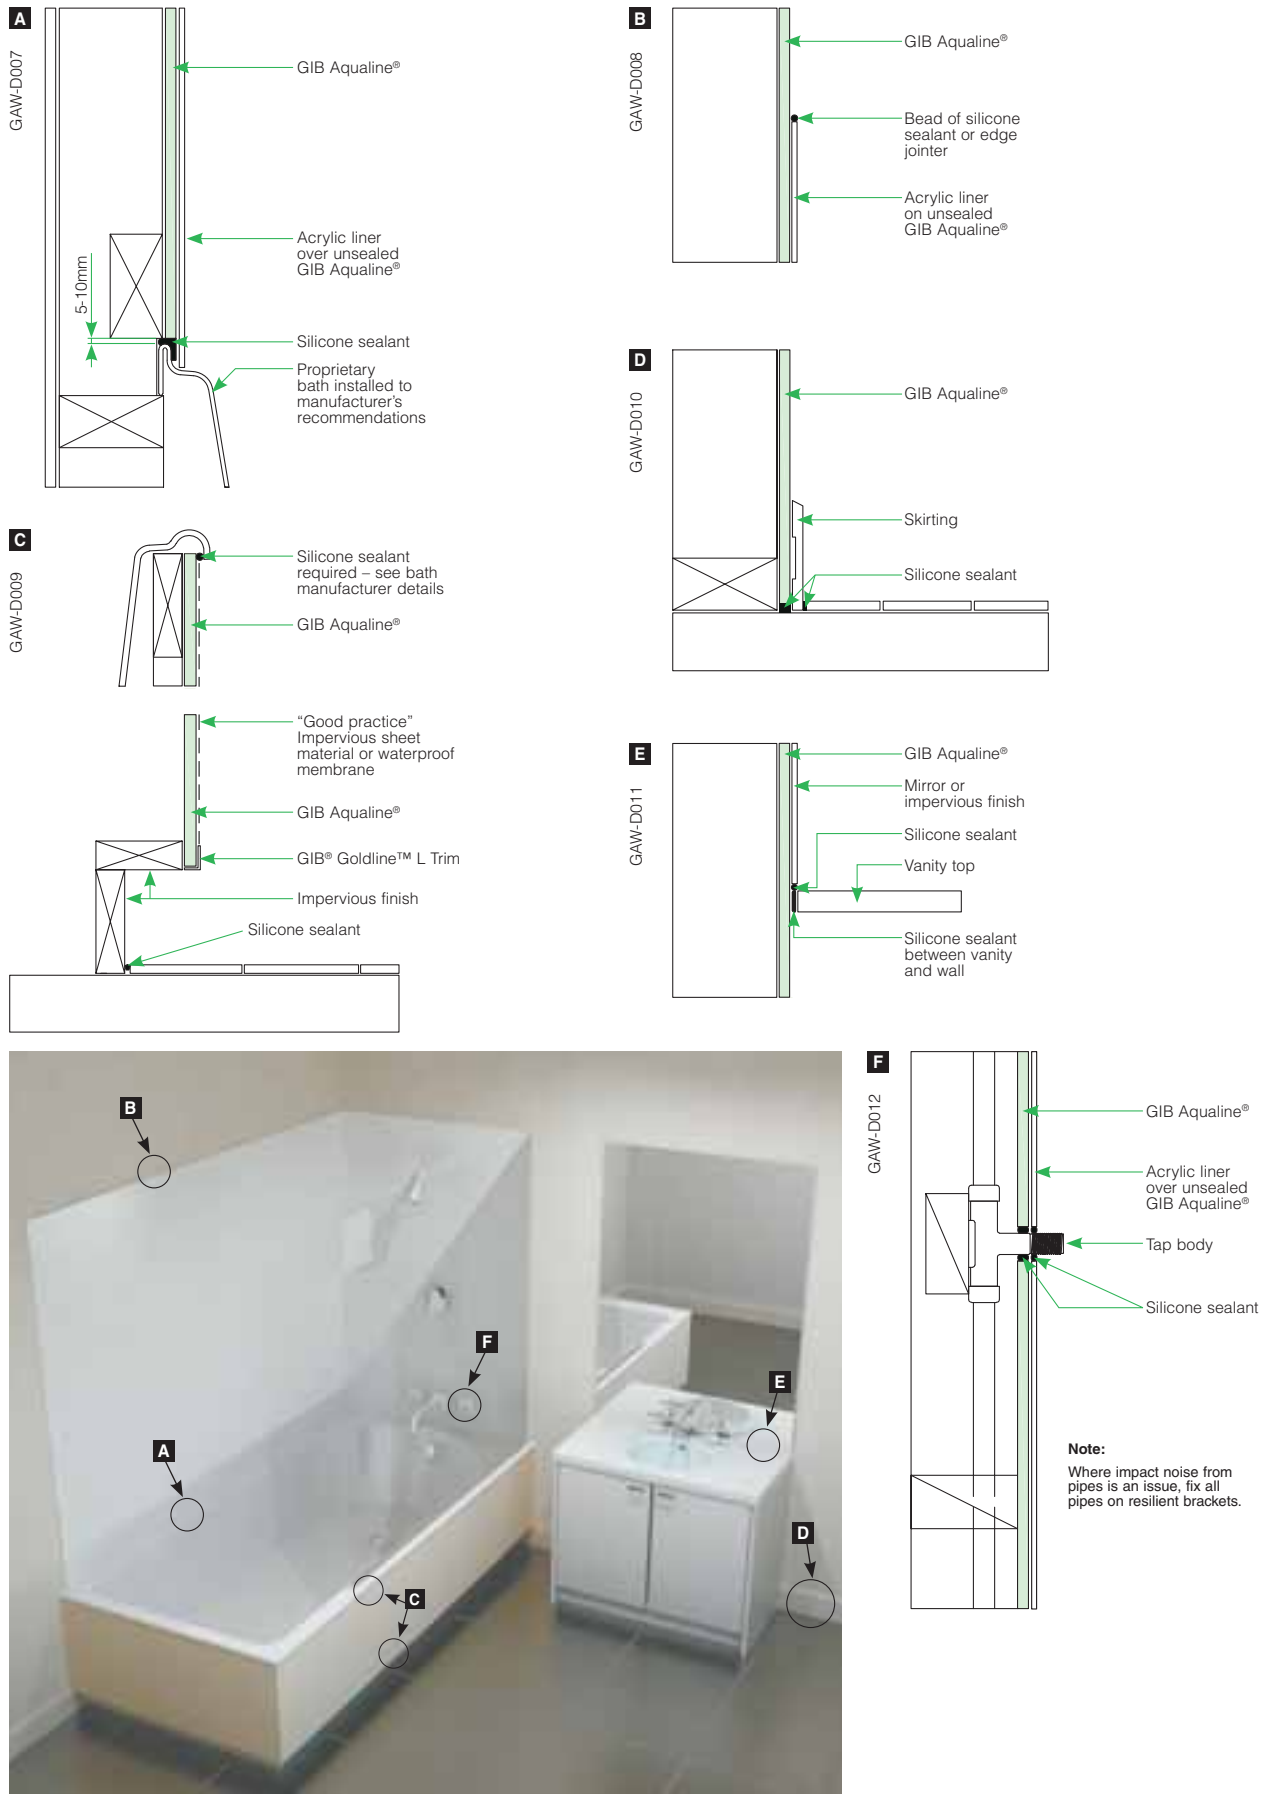 A
GAW-D007
GIB Aqualine®
Acrylic liner
over unsealed
GIB Aqualine®
5-10mm
Silicone sealant
Proprietary
bath installed to
manufacturer's
recommendations
B
GAW-D008
GIB Aqualine®
Bead of silicone
sealant or edge
jointer
Acrylic liner
on unsealed
GIB Aqualine®
C
GAW-D009
Silicone sealant
required – see bath
manufacturer details
GIB Aqualine®
“Good practice”
Impervious sheet
material or waterproof
membrane
GIB Aqualine®
GIB® Goldline™ L Trim
Impervious finish
Silicone sealant
D
GAW-D010
GIB Aqualine®
Skirting
Silicone sealant
E
GAW-D011
GIB Aqualine®
Mirror or
impervious finish
Silicone sealant
Vanity top
Silicone sealant
between vanity
and wall
B
F
E
A
D
C
F
GAW-D012
GIB Aqualine®
Acrylic liner
over unsealed
GIB Aqualine®
Tap body
Silicone sealant
Note:
Where impact noise from
pipes is an issue, fix all
pipes on resilient brackets.